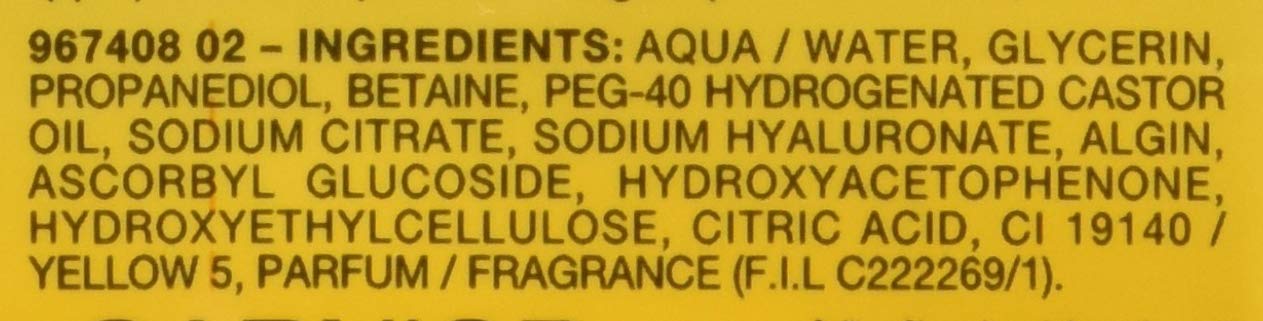 967408 02 – INGREDIENTS: AQUA / WATER, GLYCERIN,
PROPANEDIOL, BETAINE, PEG-40 HYDROGENATED CASTOR
OIL, SODIUM CITRATE, SODIUM HYALURONATE, ALGIN,
ASCORBYL GLUCOSIDE, HYDROXYACETOPHENONE,
HYDROXYETHYLCELLULOSE, CITRIC ACID, CI 19140 /
YELLOW 5, PARFUM / FRAGRANCE (F.I.L C222269/1).